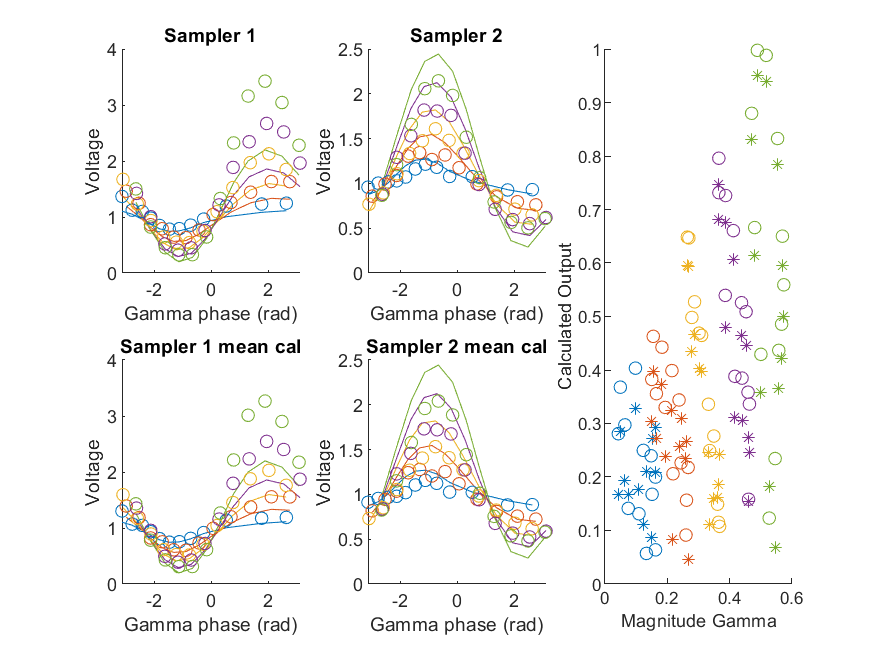 Sampler 1
4
3
2
1
0
Voltage
-2 0 2
Gamma phase (rad)
Sampler 2
2.5
2
1.5
1
0.5
0
Voltage
-2 0 2
Gamma phase (rad)
Sampler 1 mean cal
4
3
2
1
0
Voltage
-2 0 2
Gamma phase (rad)
Sampler 2 mean cal
2.5
2
1.5
1
0.5
0
Voltage
-2 0 2
Gamma phase (rad)
1
0.9
0.8
0.7
0.6
0.5
0.4
0.3
0.2
0.1
0
Calculated Output
0 0.2 0.4 0.6
Magnitude Gamma